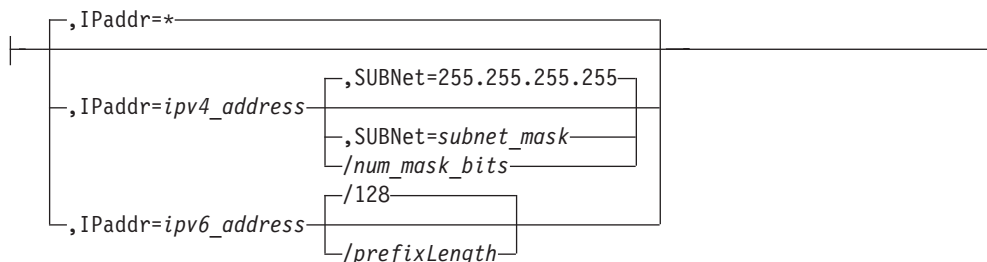 ,IPaddr=*
,SUBNet=255.255.255.255
,IPaddr=ipv4_address
,SUBNet=subnet_mask
/num_mask_bits
/128
,IPaddr=ipv6_address
/prefixLength